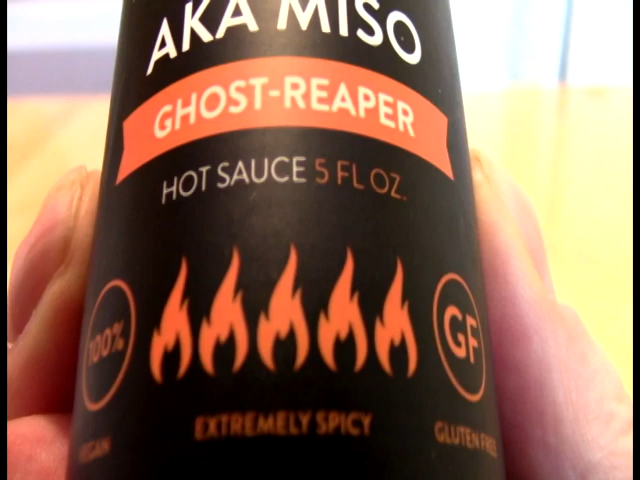 AKA MISO
GHOST-REAPER
HOT SAUCE 5 FL OZ.
100%
GF
EXTREMELY SPICY
VEGAN
GLUTEN FREE